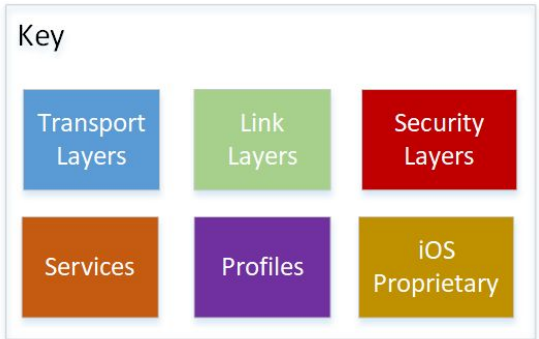 Key
Transport
Layers
Link
Layers
Security
Layers
Services
Profiles
iOS
Proprietary